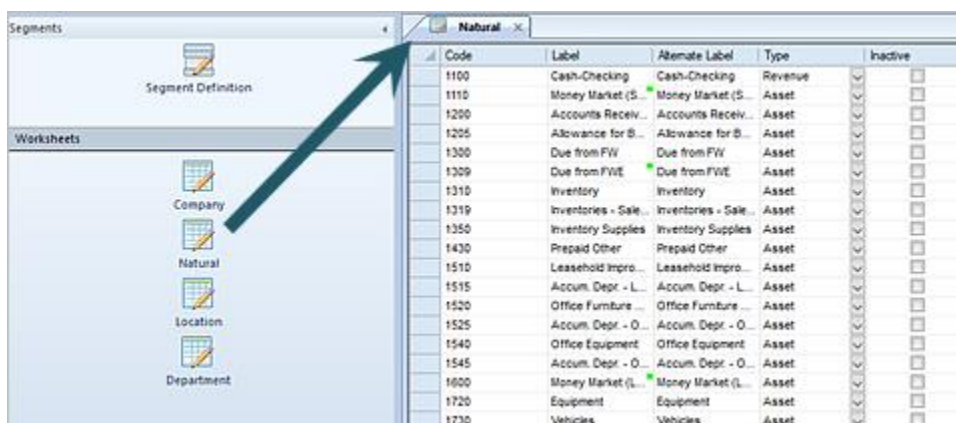 Segments
Segment Definition
Worksheets
Company
Natural
Location
Department
Natural
Code Label Alternate Label Type Inactive
1100 Cash-Checking Cash-Checking Revenue
1110 Money Market (S... Money Market (S... Asset
1200 Accounts Receiv... Accounts Receiv... Asset
1205 Allowance for B... Allowance for B... Asset
1300 Due from FW Due from FW Asset
1309 Due from FWE Due from FWE Asset
1310 Inventory Inventory Asset
1319 Inventories - Sale... Inventories - Sale... Asset
1350 Inventory Supplies Inventory Supplies Asset
1430 Prepaid Other Prepaid Other Asset
1510 Leasehold Impro... Leasehold Impro... Asset
1515 Accum. Depr. - L... Accum. Depr. - L... Asset
1520 Office Furniture ... Office Furniture ... Asset
1525 Accum. Depr. - O... Accum. Depr. - O... Asset
1540 Office Equipment Office Equipment Asset
1545 Accum. Depr. - O... Accum. Depr. - O... Asset
1600 Money Market (L... Money Market (L... Asset
1720 Equipment Equipment Asset
1730 Vehicles Vehicles Asset